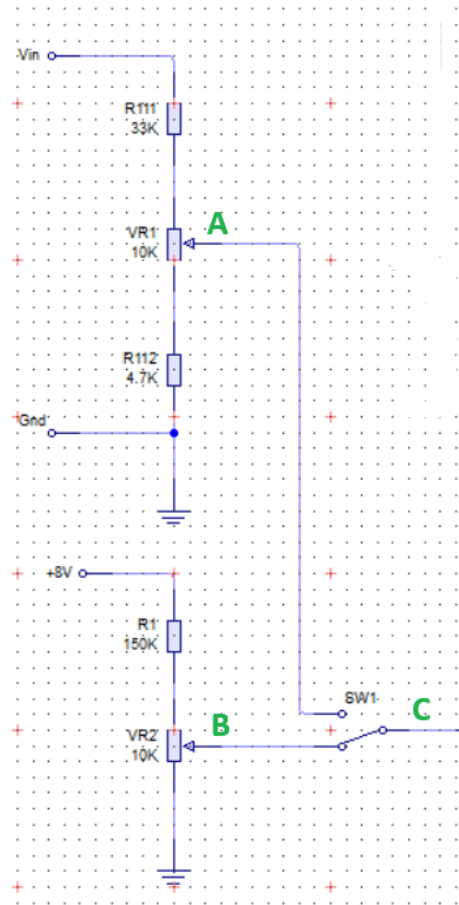 Vin
R111
33K
A
VR1
10K
R112
4.7K
Gnd
+8V
R1
150K
SW1
B
C
VR2
10K